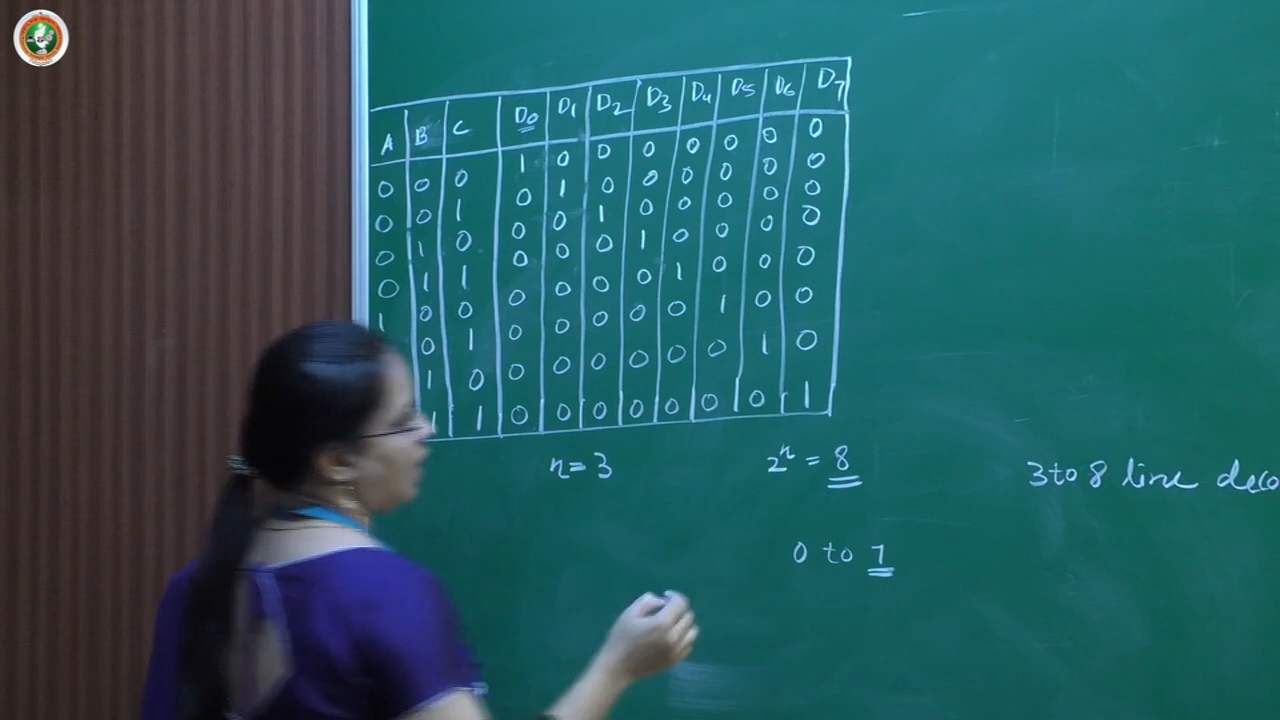 A B C D0 D1 D2 D3 D4 D5 D6 D7
0 0 0 1 0 0 0 0 0 0 0
0 0 1 0 1 0 0 0 0 0 0
0 1 0 0 0 1 0 0 0 0 0
0 1 1 0 0 0 1 0 0 0 0
1 0 0 0 0 0 0 1 0 0 0
0 1 0 0 0 0 0 1 0 0
1 0 0 0 0 0 0 0 1 0
1 1 0 0 0 0 0 0 0 1
n = 3 2^n = 8
3 to 8 line deco
0 to 7